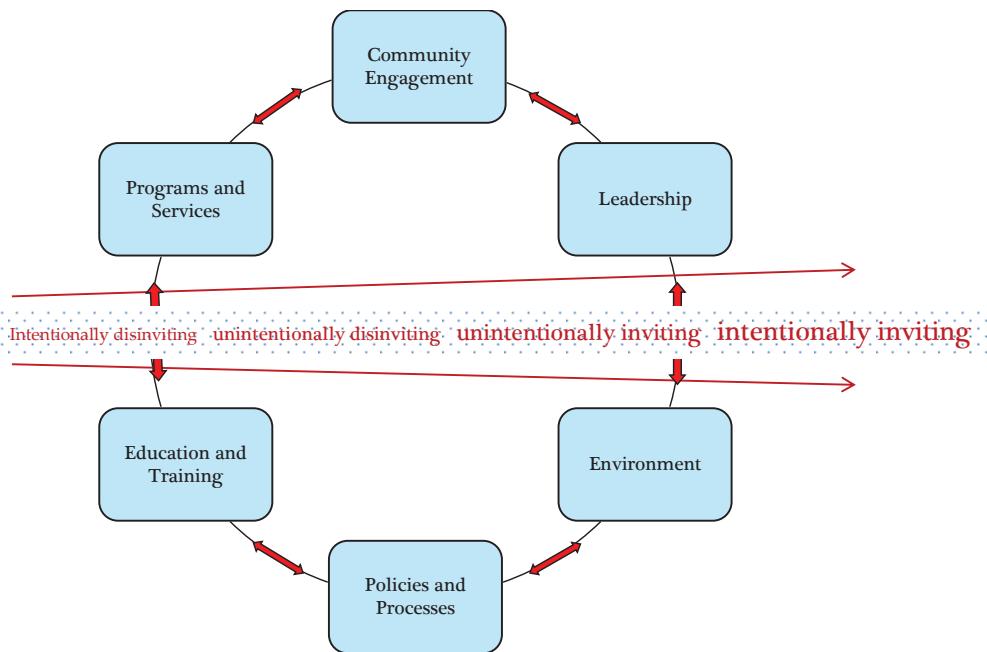 Community
Engagement
Programs and
Services
Leadership
Intentionally disinviting unintentionally disinviting unintentionally inviting intentionally inviting
Education and
Training
Environment
Policies and
Processes